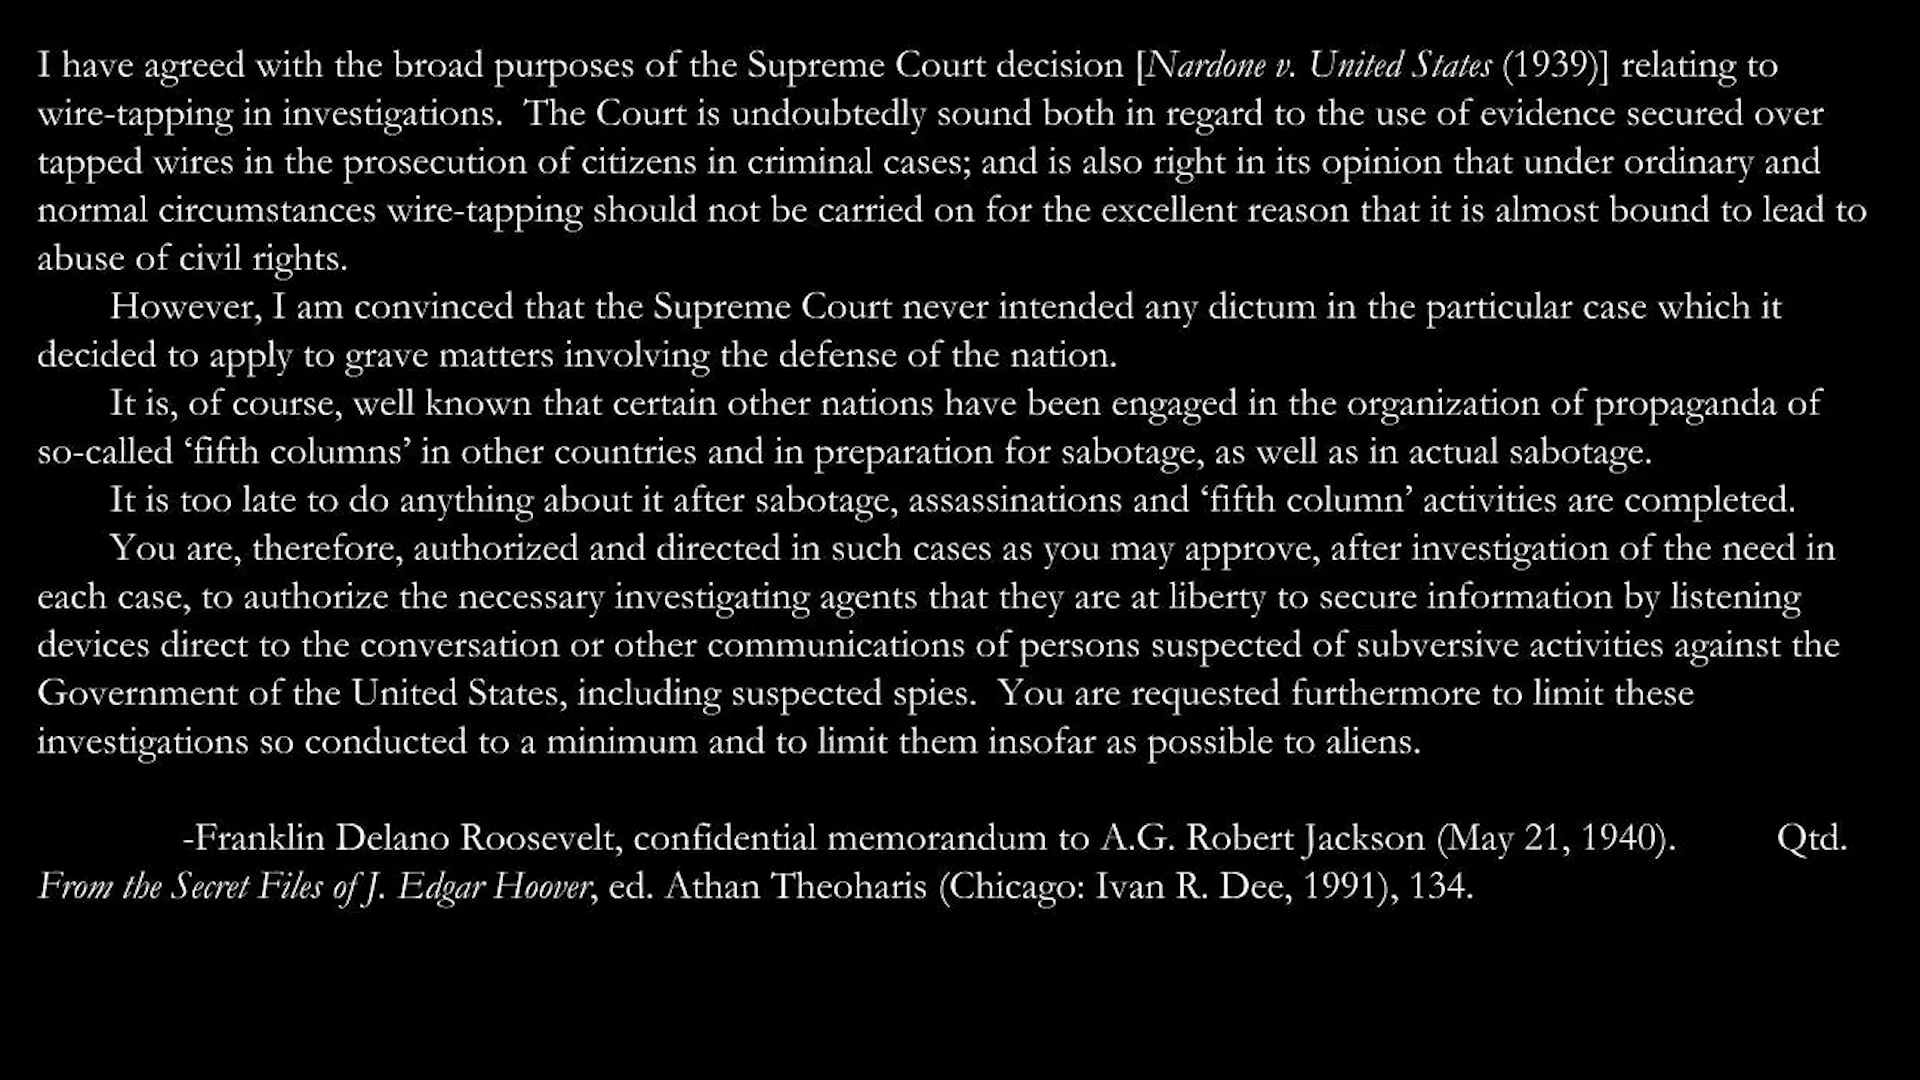 I have agreed with the broad purposes of the Supreme Court decision [Nardone v. United States (1939)] relating to
wire-tapping in investigations.  The Court is undoubtedly sound both in regard to the use of evidence secured over
tapped wires in the prosecution of citizens in criminal cases; and is also right in its opinion that under ordinary and
normal circumstances wire-tapping should not be carried on for the excellent reason that it is almost bound to lead to
abuse of civil rights.
However, I am convinced that the Supreme Court never intended any dictum in the particular case which it
decided to apply to grave matters involving the defense of the nation.
It is, of course, well known that certain other nations have been engaged in the organization of propaganda of
so-called ‘fifth columns’ in other countries and in preparation for sabotage, as well as in actual sabotage.
It is too late to do anything about it after sabotage, assassinations and ‘fifth column’ activities are completed.
You are, therefore, authorized and directed in such cases as you may approve, after investigation of the need in
each case, to authorize the necessary investigating agents that they are at liberty to secure information by listening
devices direct to the conversation or other communications of persons suspected of subversive activities against the
Government of the United States, including suspected spies.  You are requested furthermore to limit these
investigations so conducted to a minimum and to limit them insofar as possible to aliens.
-Franklin Delano Roosevelt, confidential memorandum to A.G. Robert Jackson (May 21, 1940). Qtd.
From the Secret Files of J. Edgar Hoover, ed. Athan Theoharis (Chicago: Ivan R. Dee, 1991), 134.